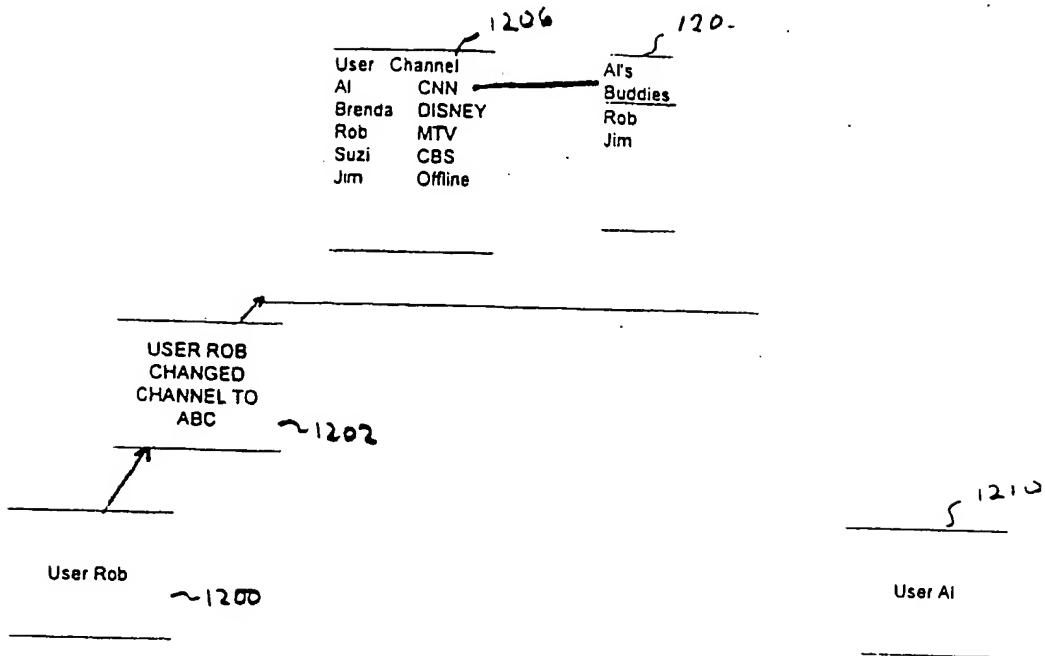 1206
120-
User Channel
Al CNN
Brenda DISNEY
Rob MTV
Suzi CBS
Jim Offline
Al's
Buddies
Rob
Jim
USER ROB
CHANGED
CHANNEL TO
ABC
~1202
1210
User Rob
~1200
User Al